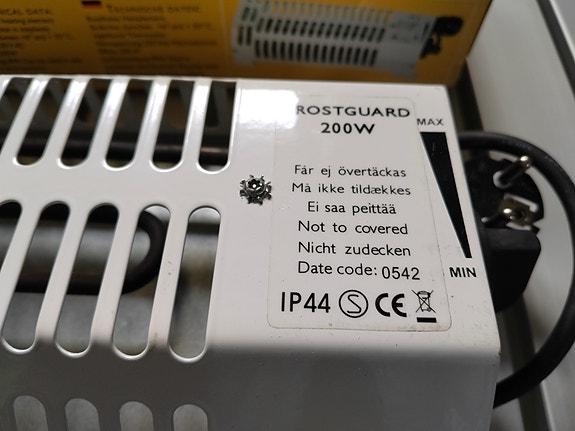 ROSTGUARD
200W
MAX
Får ej övertäckas
Må ikke tildækkes
Ei saa peittää
Not to covered
Nicht zudecken
Date code: 0542
MIN
IP44 S CE